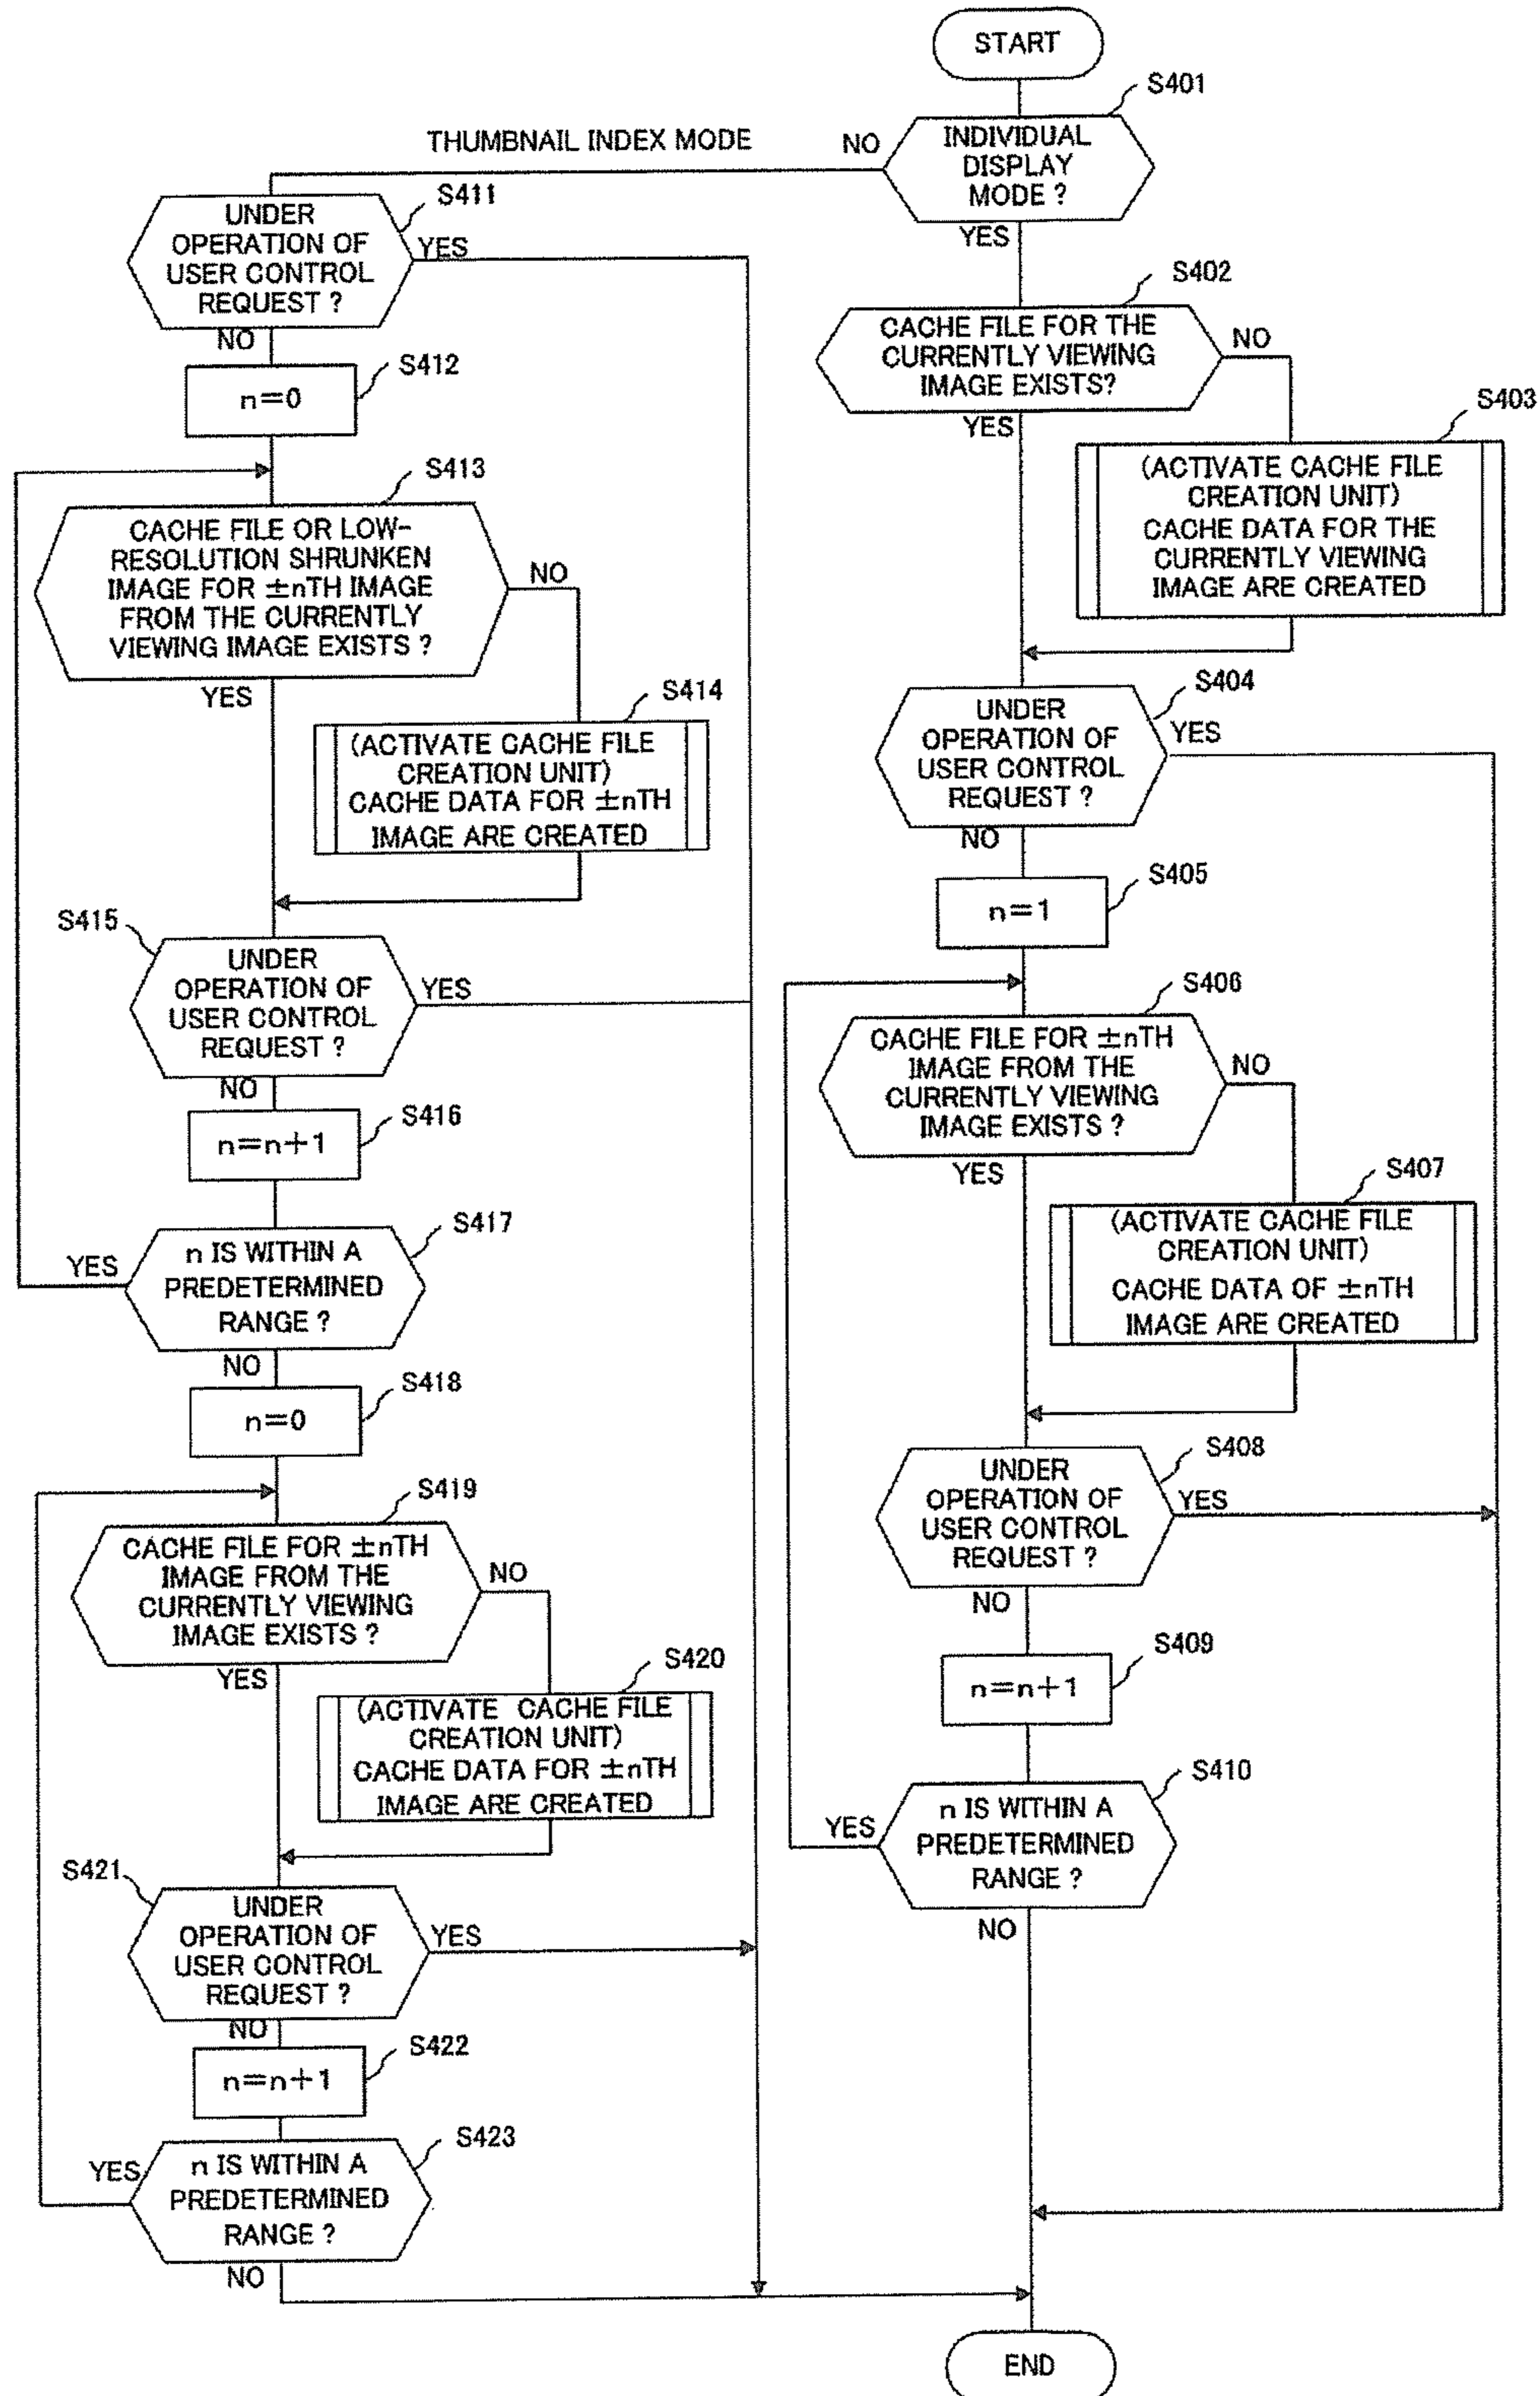 START
S401
INDIVIDUAL
DISPLAY
MODE ?
NO
THUMBNAIL INDEX MODE
YES
S402
CACHE FILE FOR THE
CURRENTLY VIEWING
IMAGE EXISTS?
NO
YES
S403
(ACTIVATE CACHE FILE
CREATION UNIT)
CACHE DATA FOR THE
CURRENTLY VIEWING
IMAGE ARE CREATED
S404
UNDER
OPERATION OF
USER CONTROL
REQUEST ?
YES
NO
S405
n=1
S406
CACHE FILE FOR ±nTH
IMAGE FROM THE
CURRENTLY VIEWING
IMAGE EXISTS ?
NO
YES
S407
(ACTIVATE CACHE FILE
CREATION UNIT)
CACHE DATA OF ±nTH
IMAGE ARE CREATED
S408
UNDER
OPERATION OF
USER CONTROL
REQUEST ?
YES
NO
S409
n=n+1
S410
n IS WITHIN A
PREDETERMINED
RANGE ?
YES
NO
S411
UNDER
OPERATION OF
USER CONTROL
REQUEST ?
YES
NO
S412
n=0
S413
CACHE FILE OR LOW-
RESOLUTION SHRUNKEN
IMAGE FOR ±nTH IMAGE
FROM THE CURRENTLY
VIEWING IMAGE EXISTS ?
NO
YES
S414
(ACTIVATE CACHE FILE
CREATION UNIT)
CACHE DATA FOR ±nTH
IMAGE ARE CREATED
S415
UNDER
OPERATION OF
USER CONTROL
REQUEST ?
YES
NO
S416
n=n+1
S417
n IS WITHIN A
PREDETERMINED
RANGE ?
YES
NO
S418
n=0
S419
CACHE FILE FOR ±nTH
IMAGE FROM THE
CURRENTLY VIEWING
IMAGE EXISTS ?
NO
YES
S420
(ACTIVATE CACHE FILE
CREATION UNIT)
CACHE DATA FOR ±nTH
IMAGE ARE CREATED
S421
UNDER
OPERATION OF
USER CONTROL
REQUEST ?
YES
NO
S422
n=n+1
S423
n IS WITHIN A
PREDETERMINED
RANGE ?
YES
NO
END